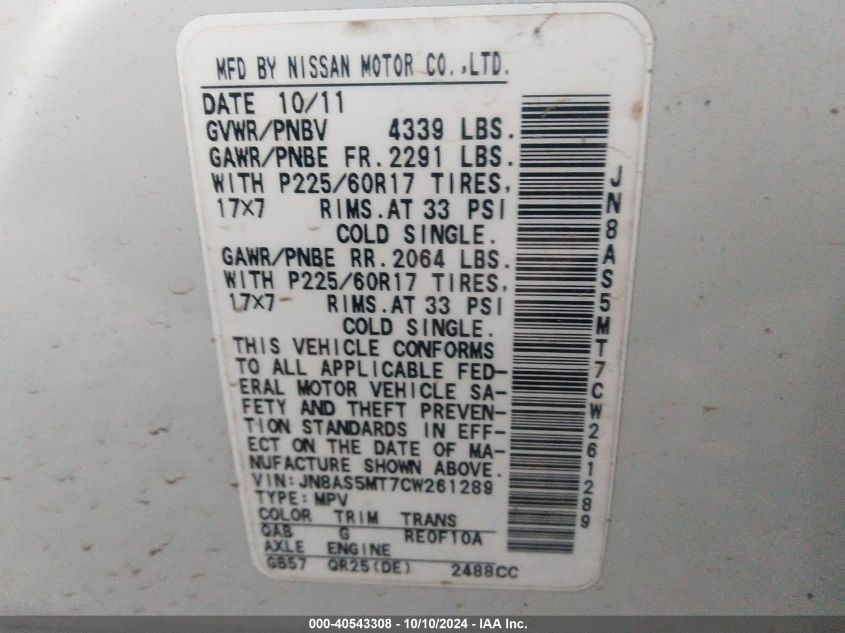 MFD BY NISSAN MOTOR CO.,LTD.
DATE 10/11
GVWR/PNBV 4339 LBS.
GAWR/PNBE FR.2291 LBS.
WITH P225/60R17 TIRES,
17×7 RIMS.AT 33 PSI
COLD SINGLE.
GAWR/PNBE RR.2064 LBS.
WITH P225/60R17 TIRES,
17×7 RIMS.AT 33 PSI
COLD SINGLE.
THIS VEHICLE CONFORMS
TO ALL APPLICABLE FED-
ERAL MOTOR VEHICLE SA-
FETY AND THEFT PREVEN-
TION STANDARDS IN EFF-
ECT ON THE DATE OF MA-
NUFACTURE SHOWN ABOVE.
VIN:JN8AS5MT7CW261289
TYPE:MPV
COLOR TRIM TRANS
QAB G RE0F10A
AXLE ENGINE
GB57 QR25(DE) 2488CC
JN8AS5MT7CW261289
000-40543308 - 10/10/2024 - IAA Inc.